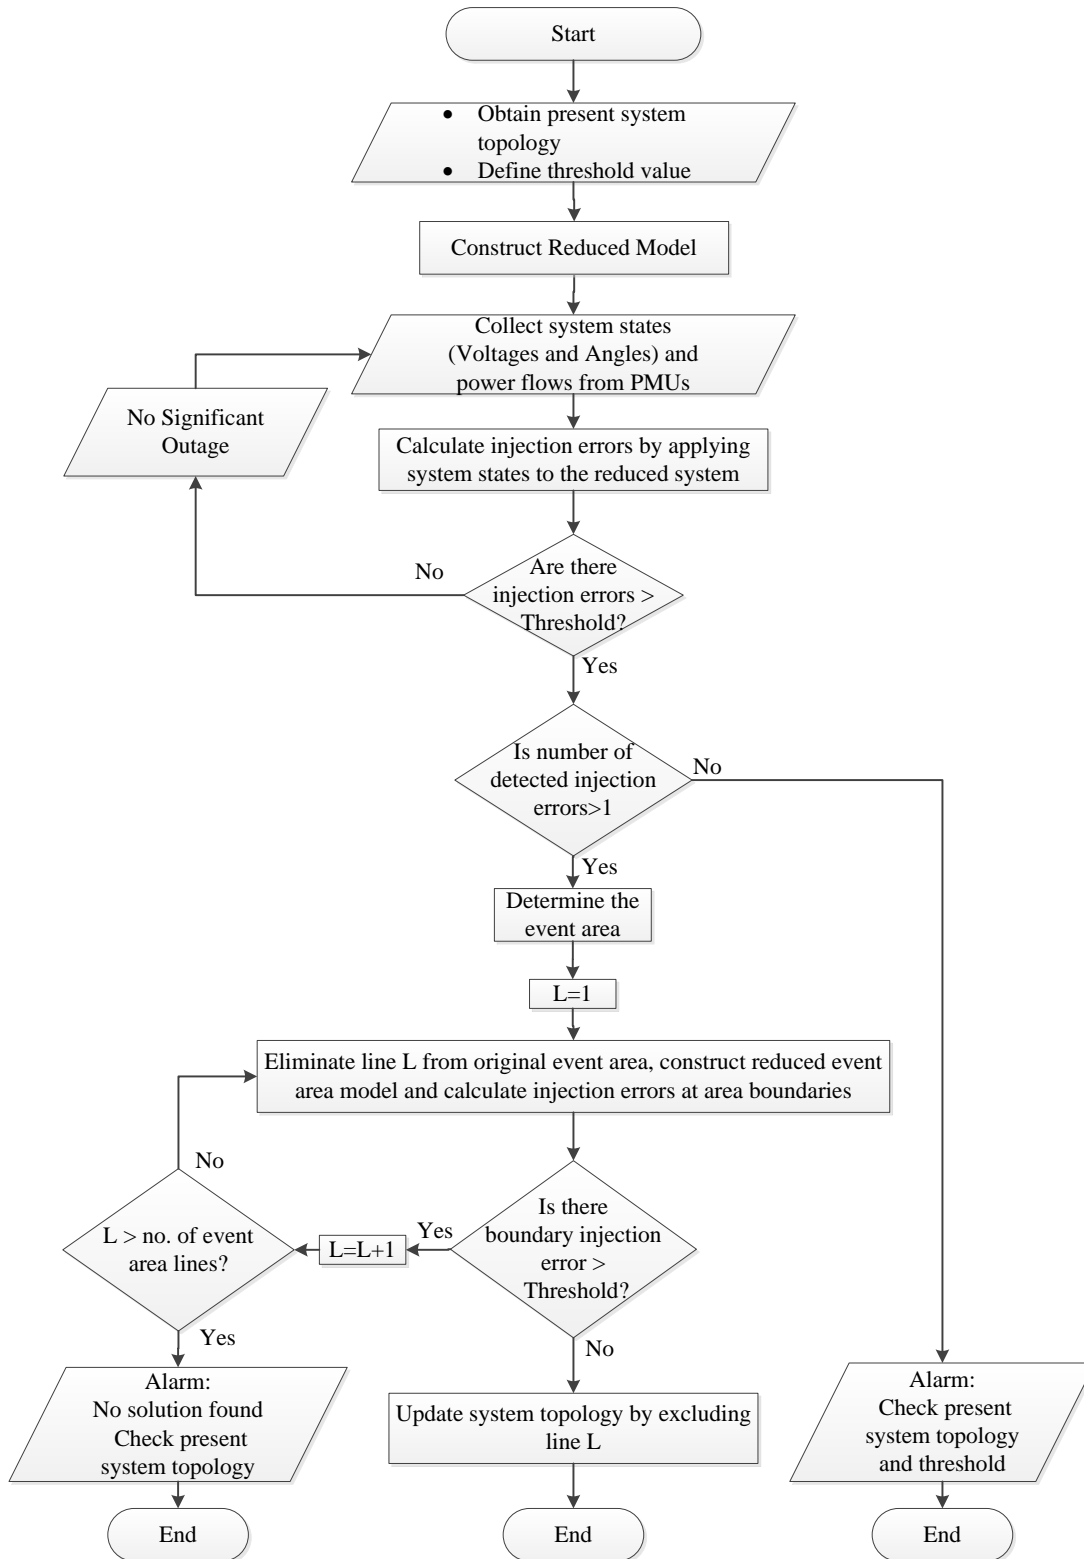 Start
• Obtain present system
topology
• Define threshold value
Construct Reduced Model
Collect system states
(Voltages and Angles) and
power flows from PMUs
No Significant
Outage
Calculate injection errors by applying
system states to the reduced system
No
Are there
injection errors >
Threshold?
Yes
Is number of
detected injection
errors>1
No
Yes
Determine the
event area
L=1
Eliminate line L from original event area, construct reduced event
area model and calculate injection errors at area boundaries
No
L > no. of event
area lines?
L=L+1
Yes
Is there
boundary injection
error >
Threshold?
Yes
No
Alarm:
No solution found
Check present
system topology
Update system topology by excluding
line L
Alarm:
Check present
system topology
and threshold
End
End
End